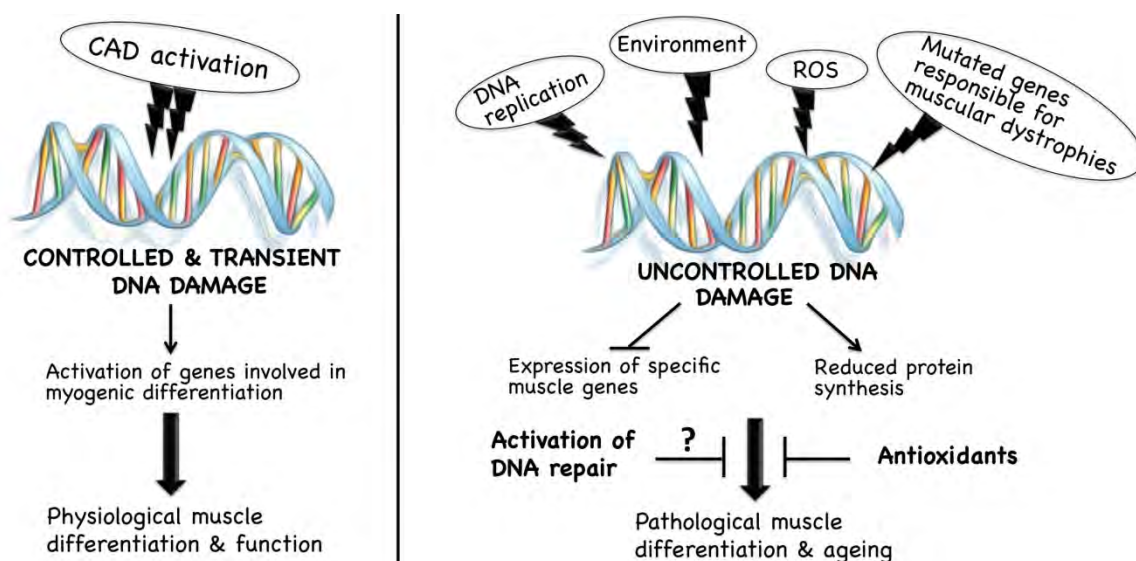 CAD activation
CONTROLLED & TRANSIENT
DNA DAMAGE
Activation of genes involved in
myogenic differentiation
Physiological muscle
differentiation & function
DNA
replication
Environment
ROS
Mutated genes
responsible for
muscular dystrophies
UNCONTROLLED DNA
DAMAGE
Expression of specific
muscle genes
Reduced protein
synthesis
Activation of
DNA repair
?
Antioxidants
Pathological muscle
differentiation & ageing